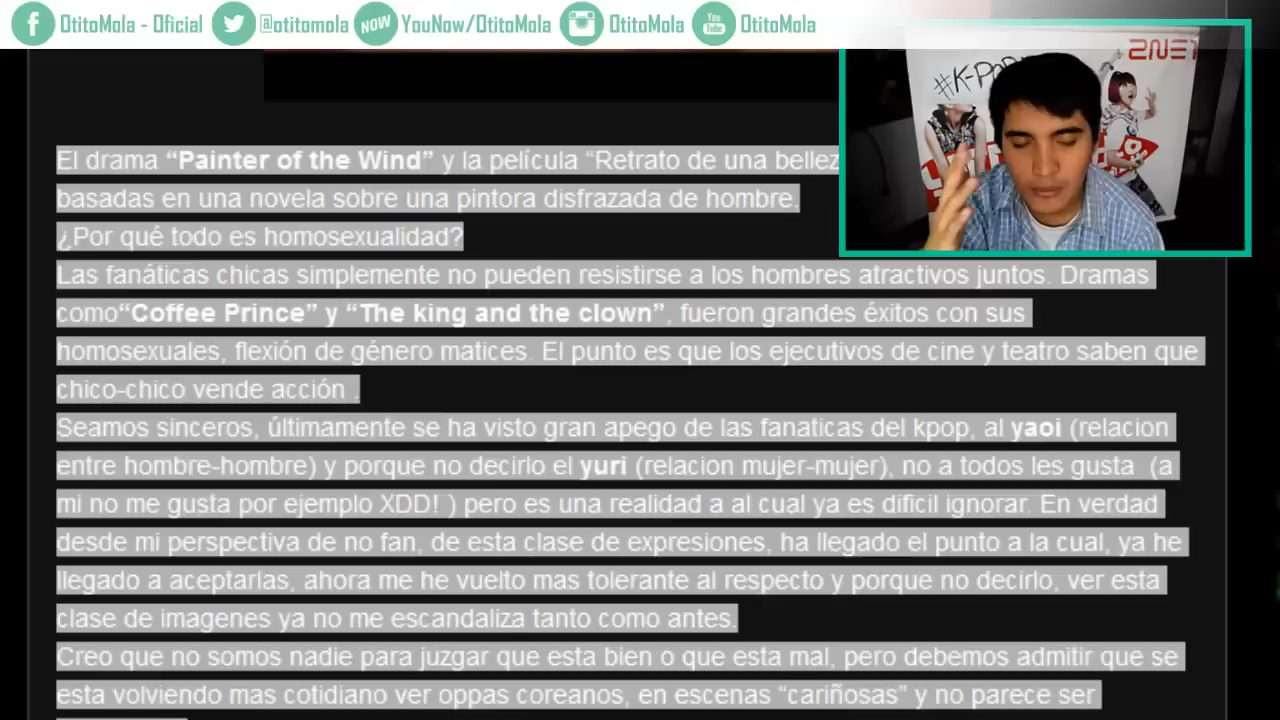 OtitoMola - Oficial @otitomola NOW YouNow/OtitoMola OtitoMola You Tube OtitoMola
2NE1
#K-POP
El drama “Painter of the Wind” y la película “Retrato de una bellez
basadas en una novela sobre una pintora disfrazada de hombre.
¿Por qué todo es homosexualidad?
Las fanáticas chicas simplemente no pueden resistirse a los hombres atractivos juntos. Dramas
como“Coffee Prince” y “The king and the clown”, fueron grandes éxitos con sus
homosexuales, flexión de género matices. El punto es que los ejecutivos de cine y teatro saben que
chico-chico vende acción .
Seamos sinceros, últimamente se ha visto gran apego de las fanaticas del kpop, al yaoi (relacion
entre hombre-hombre) y porque no decirlo el yuri (relacion mujer-mujer), no a todos les gusta (a
mi no me gusta por ejemplo XDD! ) pero es una realidad a al cual ya es dificil ignorar. En verdad
desde mi perspectiva de no fan, de esta clase de expresiones, ha llegado el punto a la cual, ya he
llegado a aceptarlas, ahora me he vuelto mas tolerante al respecto y porque no decirlo, ver esta
clase de imagenes ya no me escandaliza tanto como antes.
Creo que no somos nadie para juzgar que esta bien o que esta mal, pero debemos admitir que se
esta volviendo mas cotidiano ver oppas coreanos, en escenas “cariñosas” y no parece ser